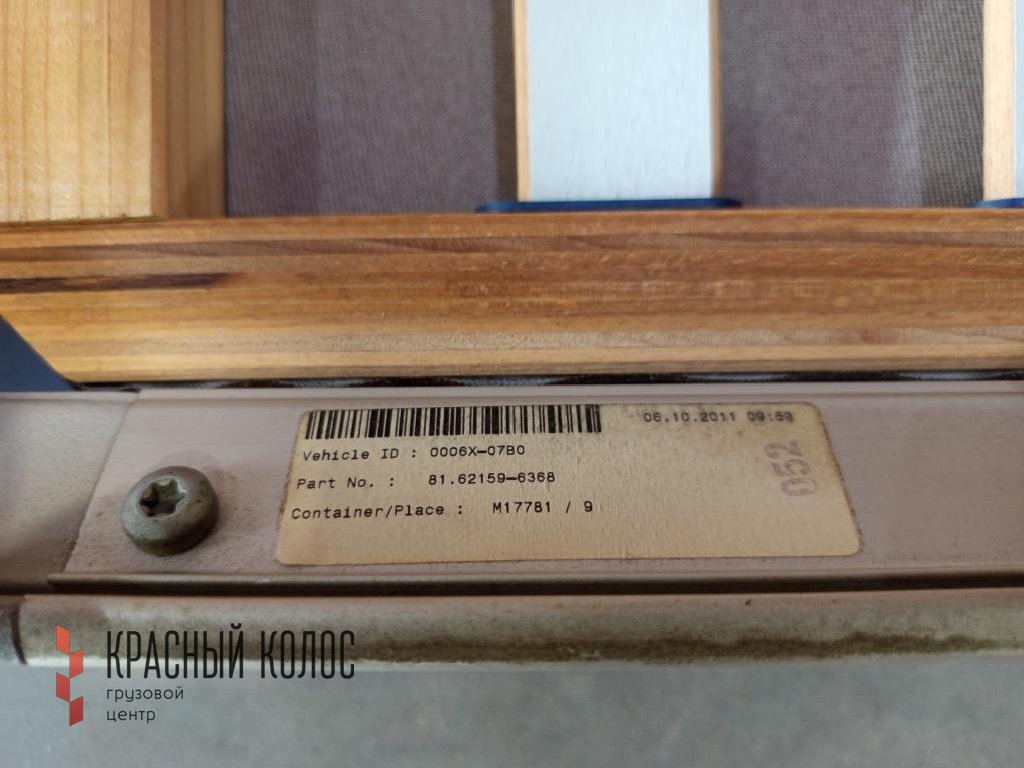 06.10.2011 09:53
Vehicle ID : 0006X-07B0
Part No. : 81.62159-6368
Container/Place : M17781 / 9
052
КРАСНЫЙ КОЛОС
грузовой
центр